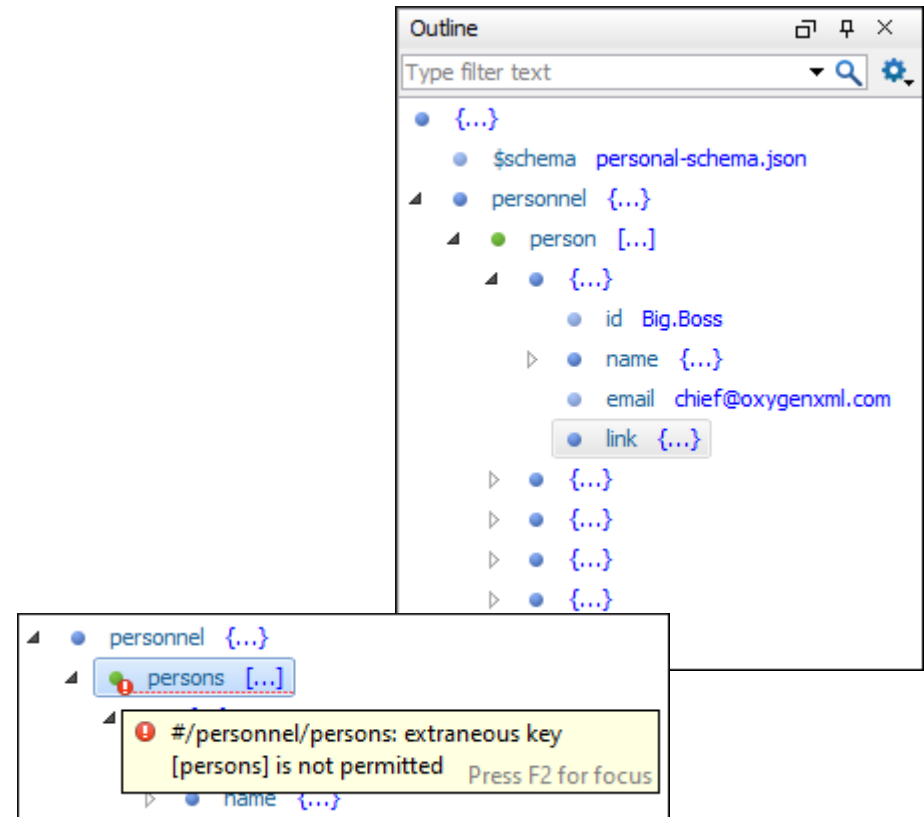 Outline
Type filter text
{...}
$schema personal-schema.json
personnel {...}
person [...]
{...}
id Big.Boss
name {...}
email chief@oxygenxml.com
link {...}
{...}
{...}
{...}
{...}
personnel {...}
persons [...]
#/personnel/persons: extraneous key
[persons] is not permitted
Press F2 for focus
name {...}